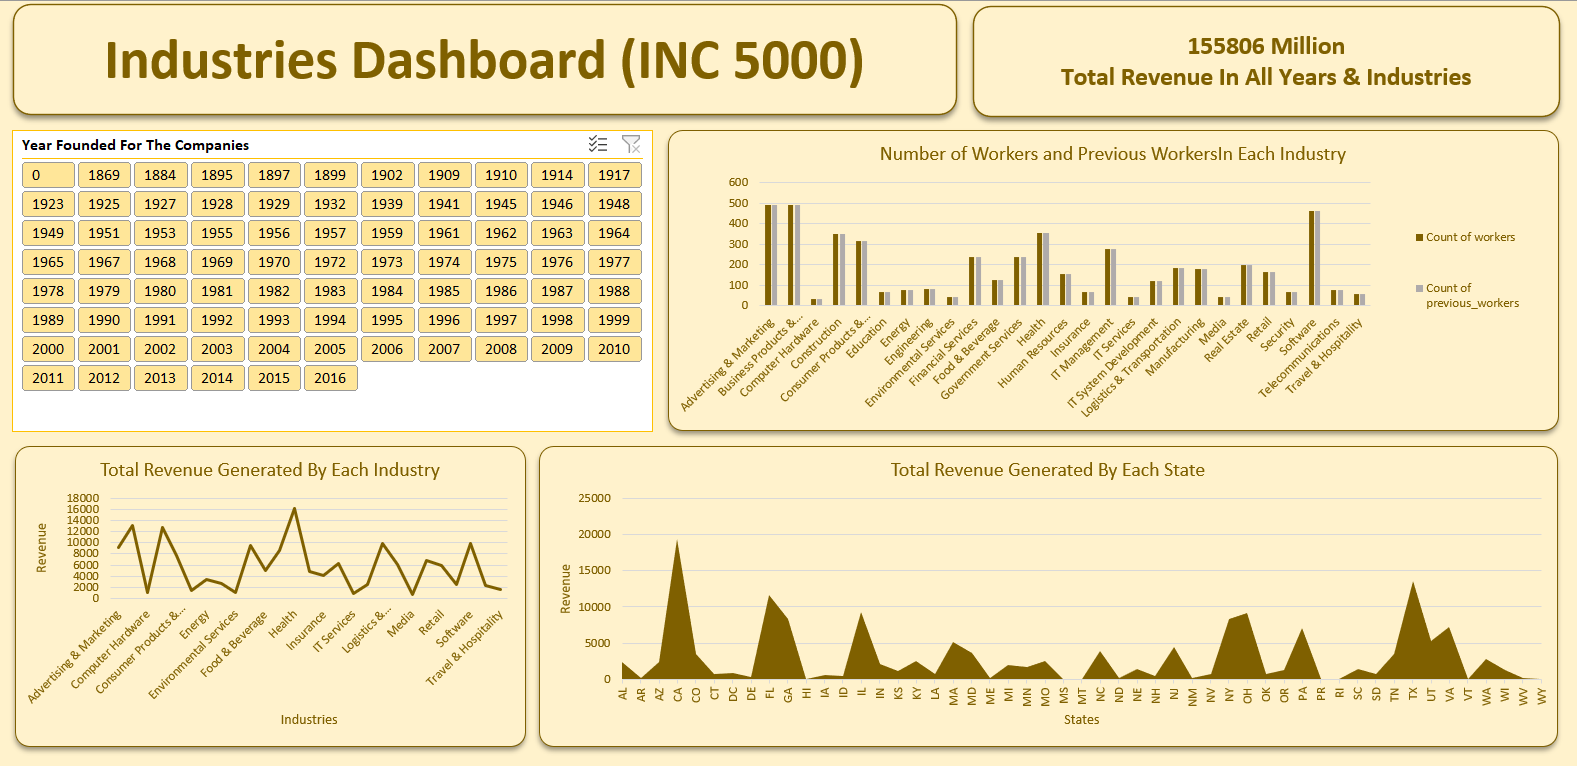 Industries Dashboard (INC 5000)
155806 Million
Total Revenue In All Years & Industries
Year Founded For The Companies
0 1869 1884 1895 1897 1899 1902 1909 1910 1914 1917
1923 1925 1927 1928 1929 1932 1939 1941 1945 1946 1948
1949 1951 1953 1955 1956 1957 1959 1961 1962 1963 1964
1965 1967 1968 1969 1970 1972 1973 1974 1975 1976 1977
1978 1979 1980 1981 1982 1983 1984 1985 1986 1987 1988
1989 1990 1991 1992 1993 1994 1995 1996 1997 1998 1999
2000 2001 2002 2003 2004 2005 2006 2007 2008 2009 2010
2011 2012 2013 2014 2015 2016
Number of Workers and Previous WorkersIn Each Industry
600
500
400
300
200
100
0
Advertising & Marketing
Business Products &...
Computer Hardware
Construction
Consumer Products &...
Education
Energy
Engineering
Environmental Services
Financial Services
Food & Beverage
Government Services
Health
Human Resources
Insurance
IT Management
IT Services
IT System Development
Logistics & Transportation
Manufacturing
Media
Real Estate
Retail
Security
Software
Telecommunications
Travel & Hospitality
Count of workers
Count of
previous_workers
Total Revenue Generated By Each Industry
18000
16000
14000
12000
10000
8000
6000
4000
2000
0
Revenue
Advertising & Marketing
Computer Hardware
Consumer Products &...
Energy
Environmental Services
Food & Beverage
Health
Insurance
IT Services
Logistics &...
Media
Retail
Software
Travel & Hospitality
Industries
Total Revenue Generated By Each State
25000
20000
15000
10000
5000
0
Revenue
AL AR AZ CA CO CT DC DE FL GA HI IA ID IL IN KS KY LA MA MD ME MI MN MO MS MT NC ND NE NH NJ NM NV NY OH OK OR PA PR RI SC SD TN TX UT VA VT WA WI WV WY
States